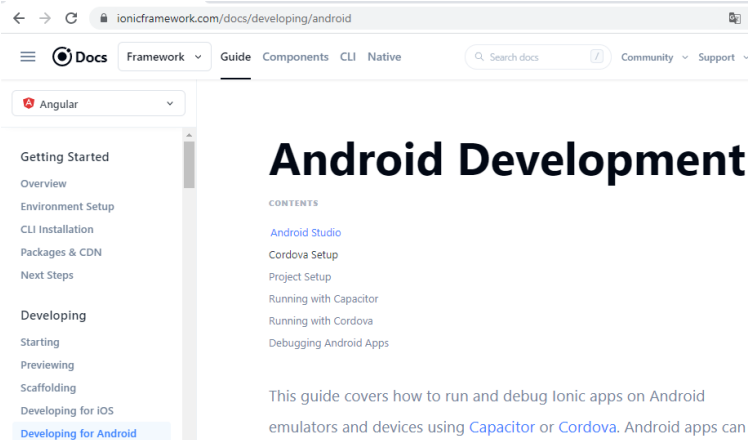 ionicframework.com/docs/developing/android
Docs Framework Guide Components CLI Native Search docs / Community Support
Angular
Getting Started
Overview
Environment Setup
CLI Installation
Packages & CDN
Next Steps
Developing
Starting
Previewing
Scaffolding
Developing for iOS
Developing for Android
Android Development
CONTENTS
Android Studio
Cordova Setup
Project Setup
Running with Capacitor
Running with Cordova
Debugging Android Apps
This guide covers how to run and debug Ionic apps on Android
emulators and devices using Capacitor or Cordova. Android apps can